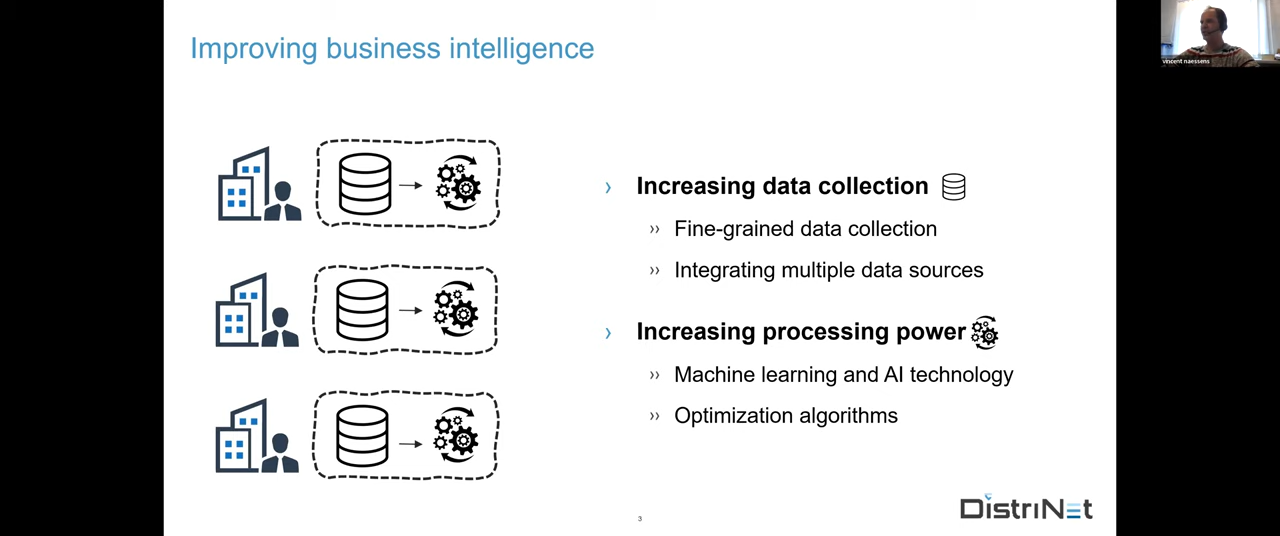 Improving business intelligence
vincent naessens
› Increasing data collection
›› Fine-grained data collection
›› Integrating multiple data sources
› Increasing processing power
›› Machine learning and AI technology
›› Optimization algorithms
3
DistriNet